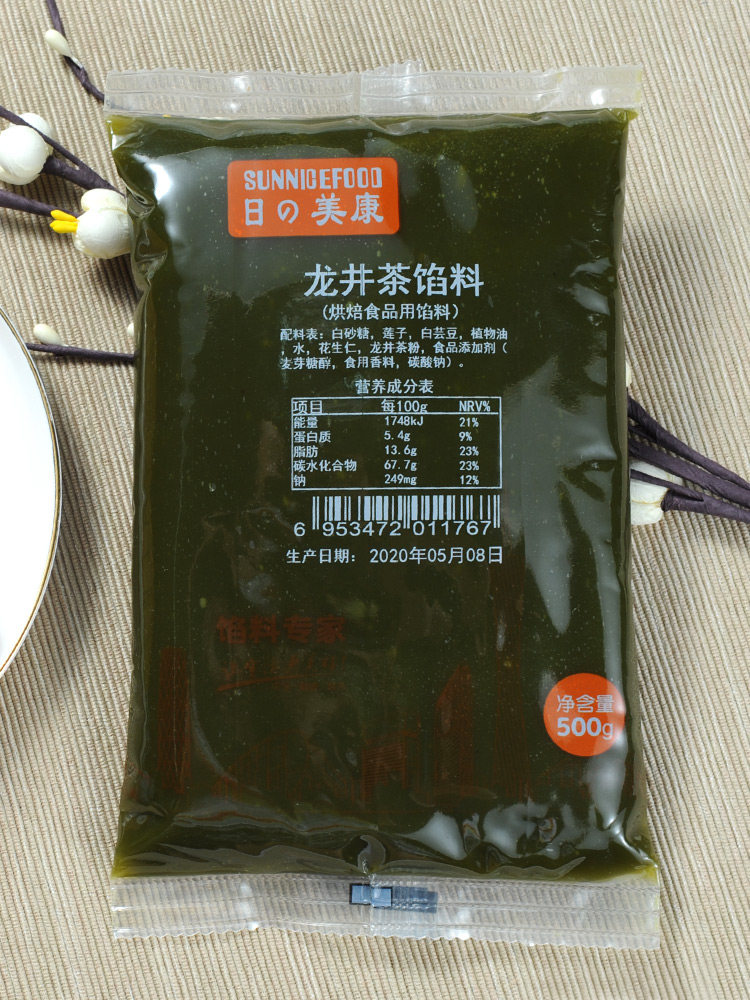 SUNNICEFOOD
日の美康
龙井茶馅料
(烘焙食品用馅料)
配料表：白砂糖，莲子，白芸豆，植物油
，水，花生仁，龙井茶粉，食品添加剂（
麦芽糖醇，食用香料，碳酸钠）。
营养成分表
项目 每100g NRV%
能量 1748kJ 21%
蛋白质 5.4g 9%
脂肪 13.6g 23%
碳水化合物 67.7g 23%
钠 249mg 12%
6 953472 011767
生产日期： 2020年05月08日
馅料专家
净含量
500g